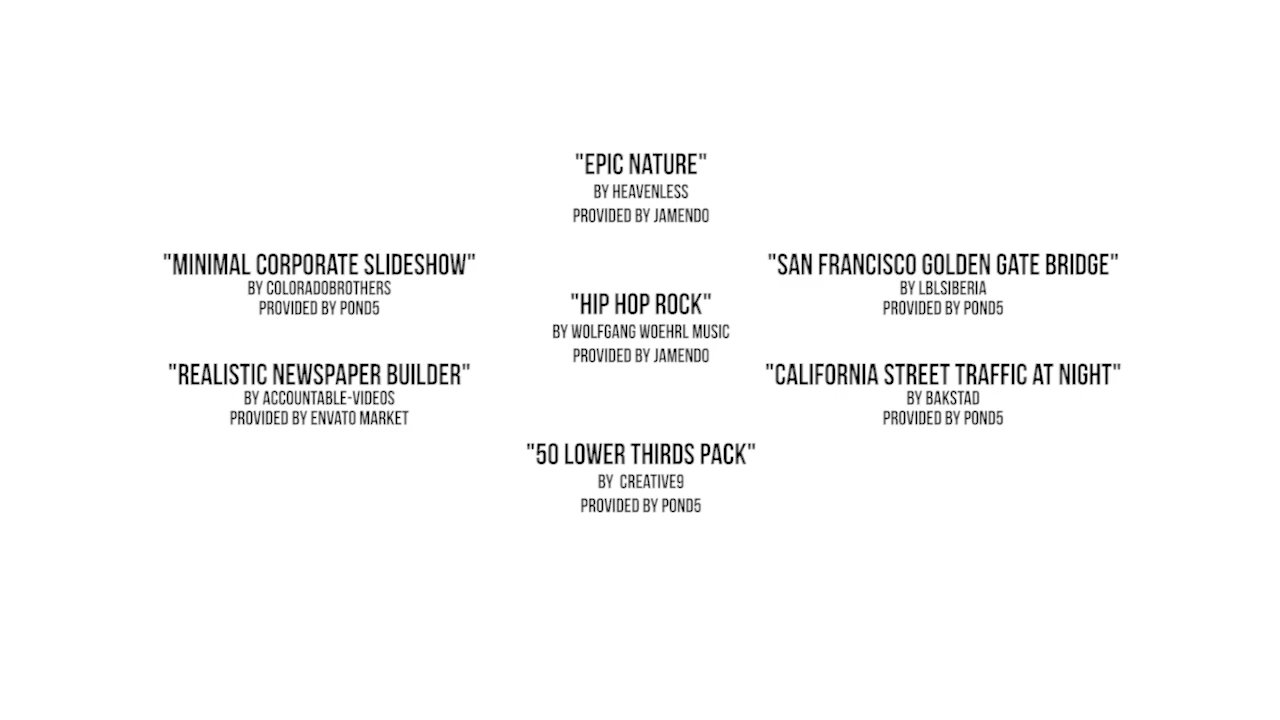 "EPIC NATURE"
BY HEAVENLESS
PROVIDED BY JAMENDO
"MINIMAL CORPORATE SLIDESHOW"
BY COLORADOBROTHERS
PROVIDED BY POND5
"SAN FRANCISCO GOLDEN GATE BRIDGE"
BY LBLSIBERIA
PROVIDED BY POND5
"HIP HOP ROCK"
BY WOLFGANG WOEHRL MUSIC
PROVIDED BY JAMENDO
"REALISTIC NEWSPAPER BUILDER"
BY ACCOUNTABLE-VIDEOS
PROVIDED BY ENVATO MARKET
"CALIFORNIA STREET TRAFFIC AT NIGHT"
BY BAKSTAD
PROVIDED BY POND5
"50 LOWER THIRDS PACK"
BY CREATIVE9
PROVIDED BY POND5